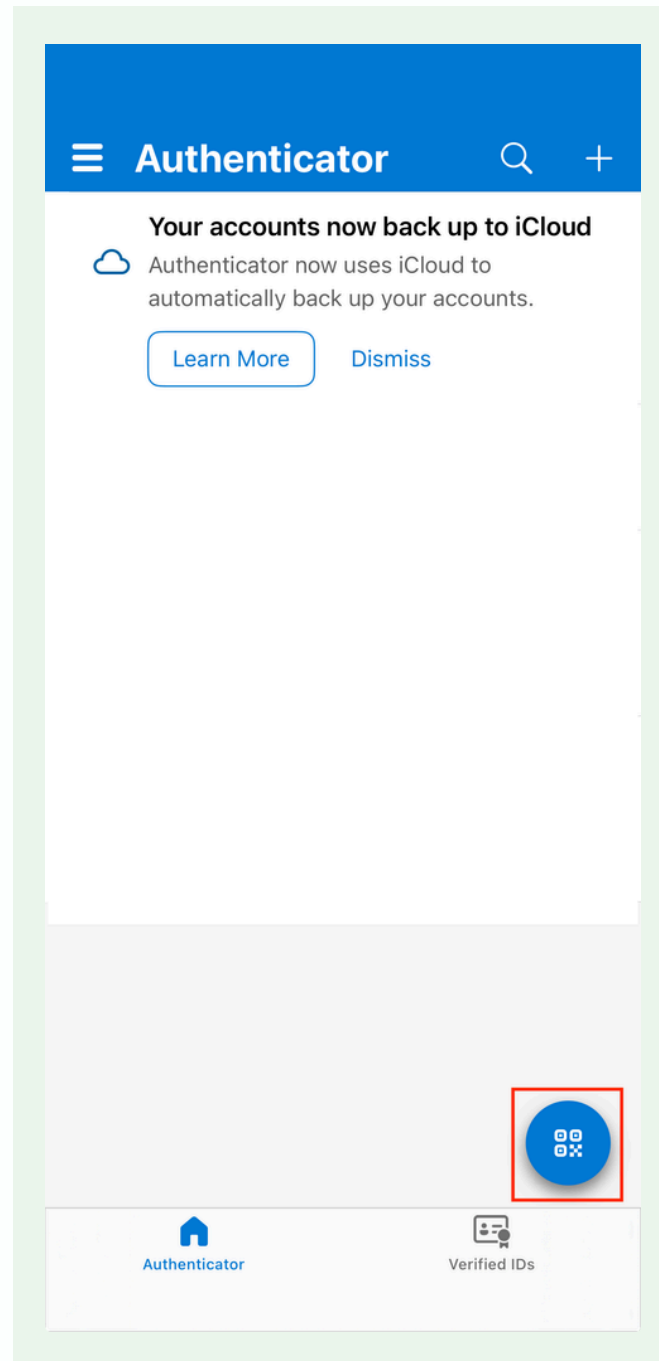 Authenticator
Your accounts now back up to iCloud
Authenticator now uses iCloud to
automatically back up your accounts.
Learn More Dismiss
Authenticator Verified IDs